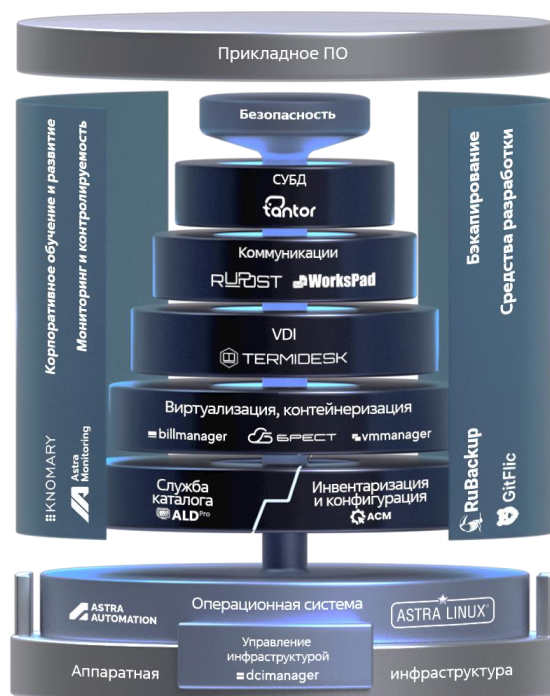 Прикладное ПО
Безопасность
СУБД
tantor
Коммуникации
RUPOST WorksPad
VDI
TERMIDESK
Виртуализация, контейнеризация
billmanager БРЕСТ vmmanager
Служба
каталога
ALD Pro
Инвентаризация
и конфигурация
ACM
Корпоративное обучение и развитие
Мониторинг и контролируемость
KNOMARY
Astra
Monitoring
Бэкапирование
Средства разработки
RuBackup
GitFlic
ASTRA
AUTOMATION
Операционная система
ASTRA LINUX®
Управление
инфраструктурой
dcimanager
Аппаратная инфраструктура